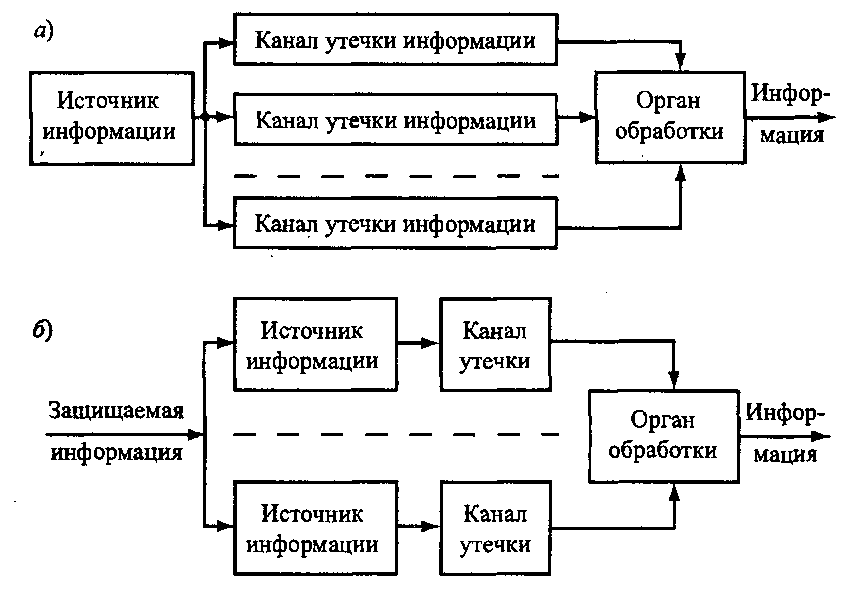 а)
Источник
информации
Канал утечки информации
Канал утечки информации
Канал утечки информации
Орган
обработки
Инфор-
мация
б)
Защищаемая
информация
Источник
информации
Канал
утечки
Источник
информации
Канал
утечки
Орган
обработки
Инфор-
мация